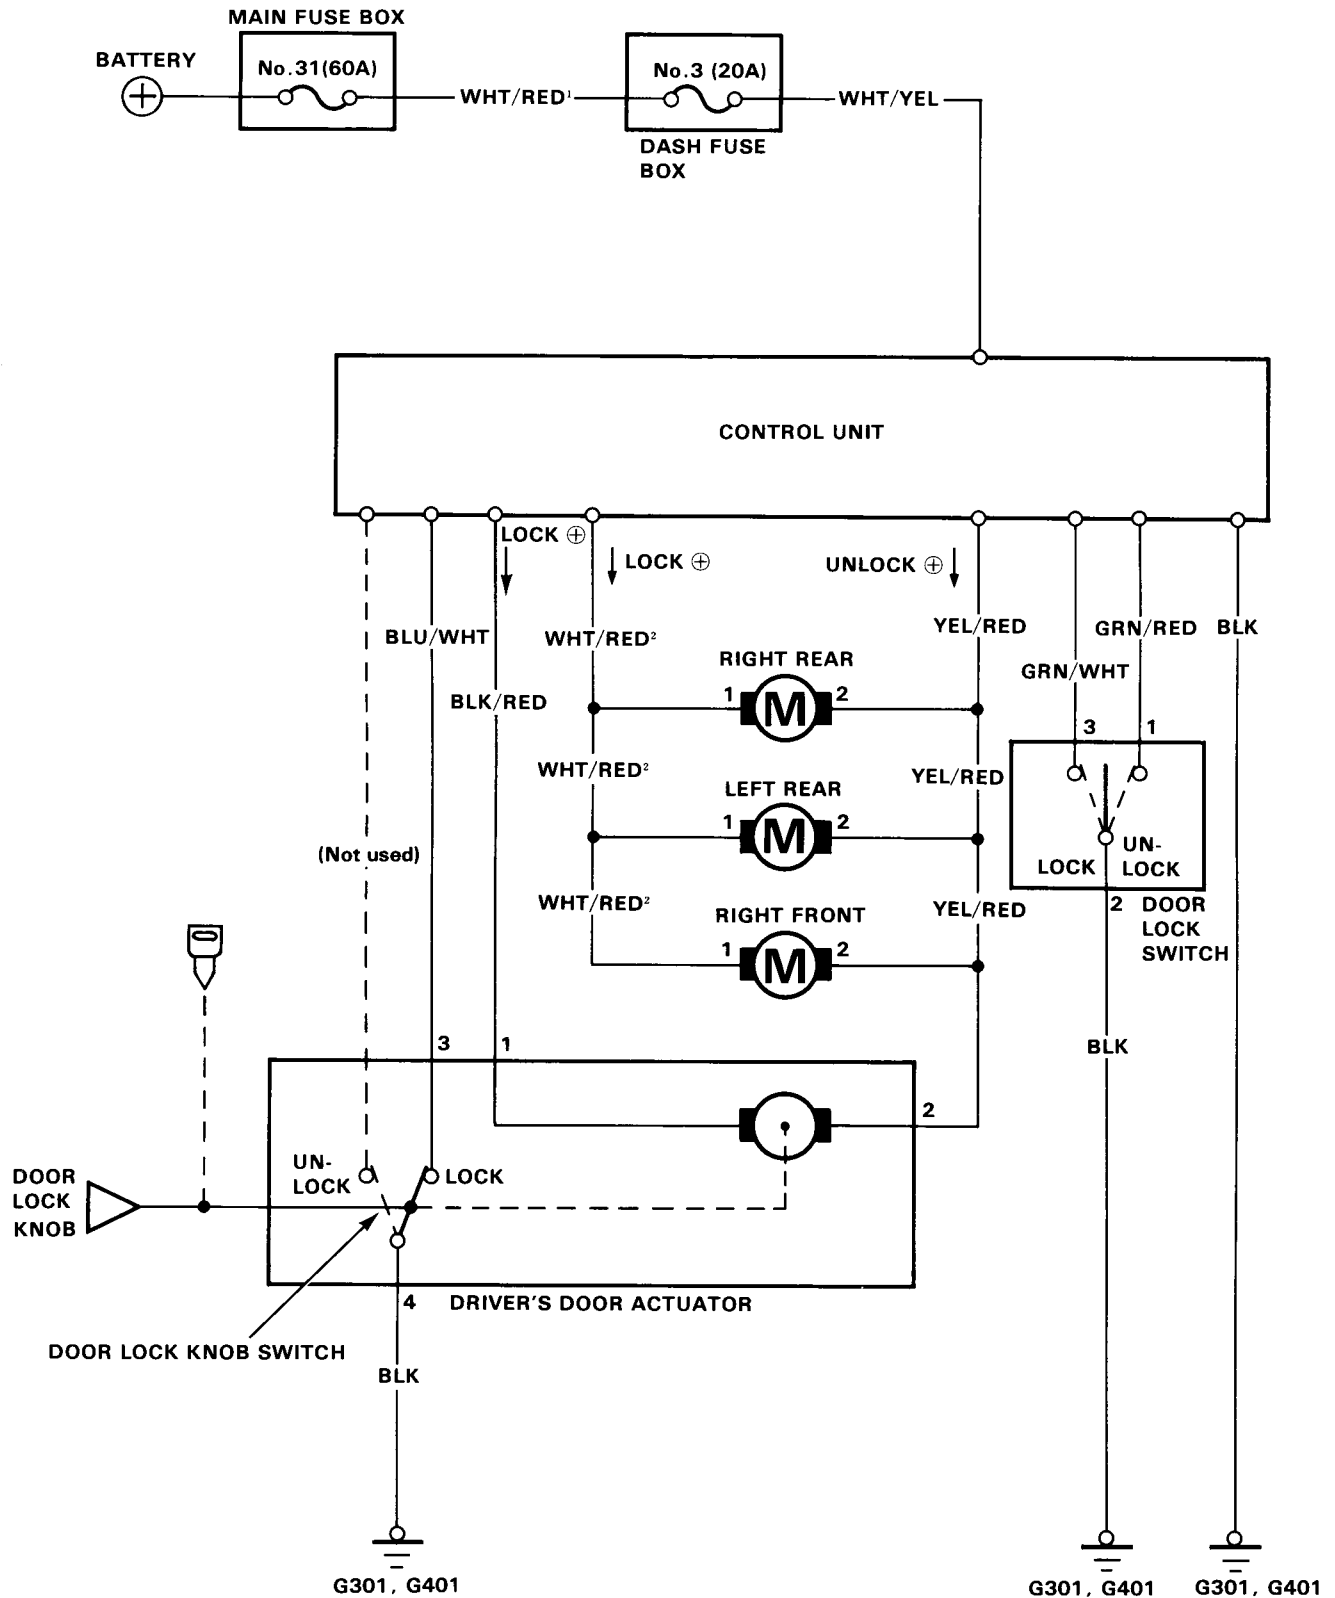 MAIN FUSE BOX
BATTERY
No.31(60A)
No.3 (20A)
WHT/RED¹
WHT/YEL
DASH FUSE
BOX
CONTROL UNIT
LOCK ⊕
LOCK ⊕
UNLOCK ⊕
BLU/WHT
WHT/RED²
YEL/RED
GRN/RED
BLK
RIGHT REAR
GRN/WHT
BLK/RED
1
M
2
3
1
WHT/RED²
YEL/RED
LEFT REAR
1
M
2
(Not used)
LOCK
UN-
LOCK
WHT/RED²
YEL/RED
2
DOOR
LOCK
SWITCH
RIGHT FRONT
1
M
2
3
1
BLK
2
UN-
LOCK
LOCK
DOOR
LOCK
KNOB
4
DRIVER'S DOOR ACTUATOR
DOOR LOCK KNOB SWITCH
BLK
G301, G401
G301, G401
G301, G401